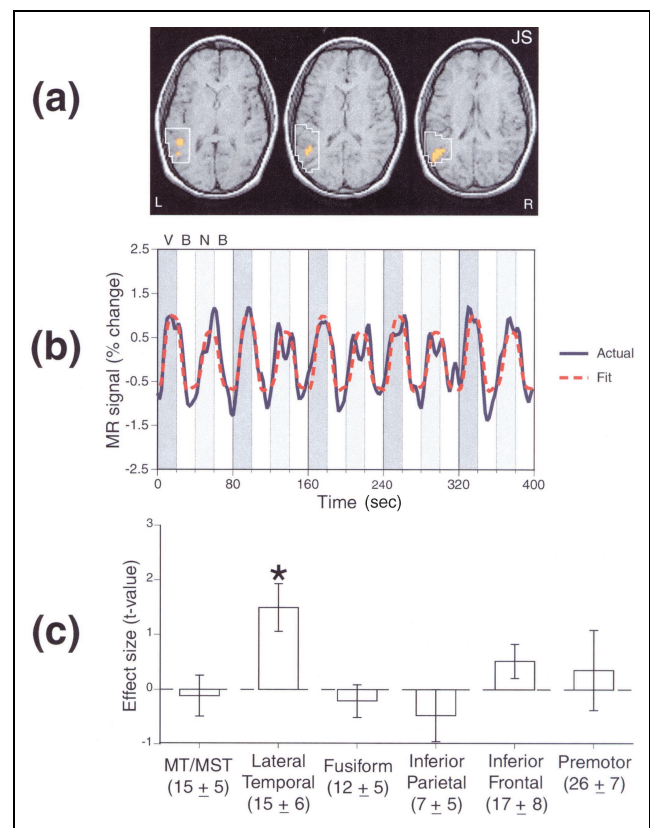 (a)
JS
L
R
V B N B
(b)
MR signal (% change)
2.5
1.5
0.5
-0.5
-1.5
-2.5
0 80 160 240 320 400
Time (sec)
Actual
Fit
(c)
Effect size (t-value)
3
2
1
0
-1
*
MT/MST
(15 ± 5)
Lateral
Temporal
(15 ± 6)
Fusiform
(12 ± 5)
Inferior
Parietal
(7 ± 5)
Inferior
Frontal
(17 ± 8)
Premotor
(26 ± 7)